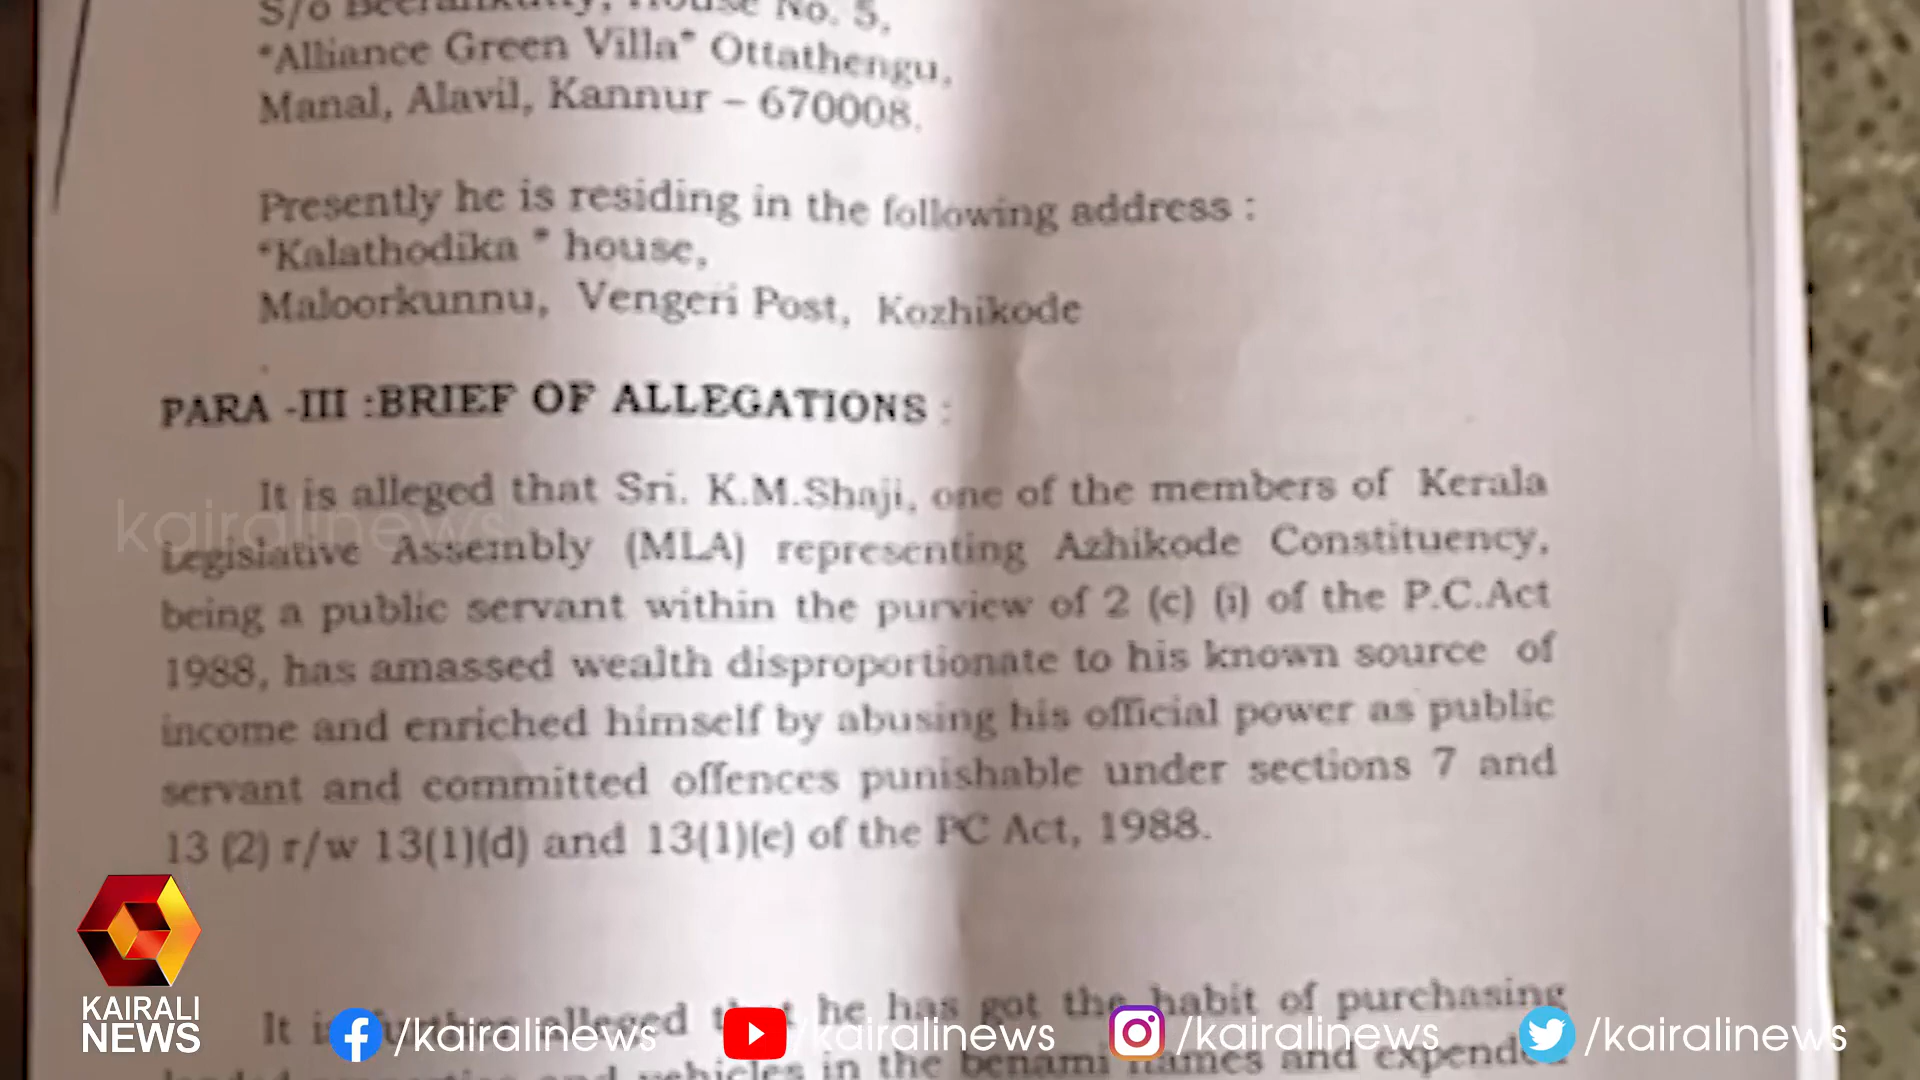 S/o Beerankutty, House No. 5,
"Alliance Green Villa" Ottathengu,
Manal, Alavil, Kannur – 670008.
Presently he is residing in the following address :
"Kalathodika " house,
Maloorkunnu, Vengeri Post, Kozhikode
PARA -III :BRIEF OF ALLEGATIONS :
It is alleged that Sri. K.M.Shaji, one of the members of Kerala
kairalinews
Legislative Assembly (MLA) representing Azhikode Constituency,
being a public servant within the purview of 2 (c) (i) of the P.C.Act
1988, has amassed wealth disproportionate to his known source of
income and enriched himself by abusing his official power as public
servant and committed offences punishable under sections 7 and
13 (2) r/w 13(1)(d) and 13(1)(e) of the PC Act, 1988.
It is further alleged that he has got the habit of purchasing
landed properties and vehicles in the benami names and expended
KAIRALI
NEWS
/kairalinews /kairalinews /kairalinews /kairalinews